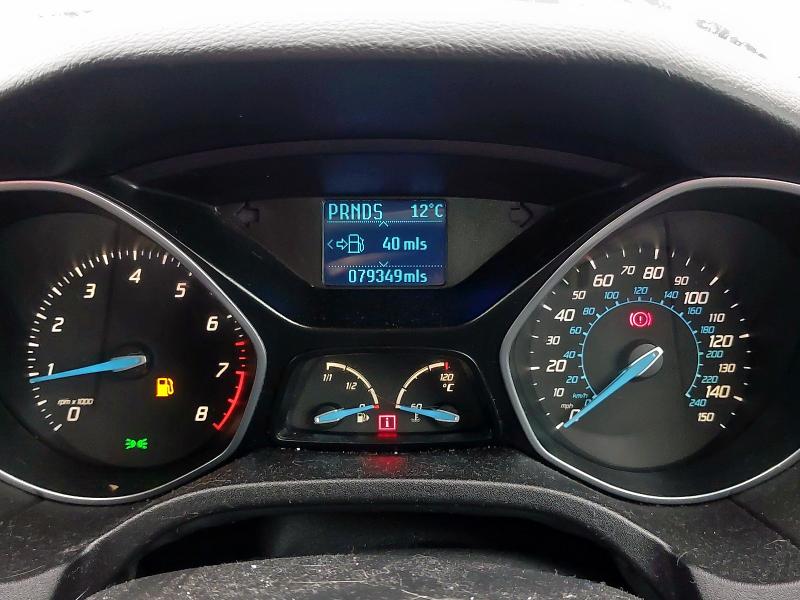 PRNDS 12°C
40 mls
079349mls
0 1 2 3 4 5 6 7 8
rpm x 1000
1/1 1/2 0
60 120 °C
i
0 10 20 30 40 50 60 70 80 90 100 110 120 130 140 150
mph
20 40 60 80 100 120 140 160 180 200 220 240
km/h